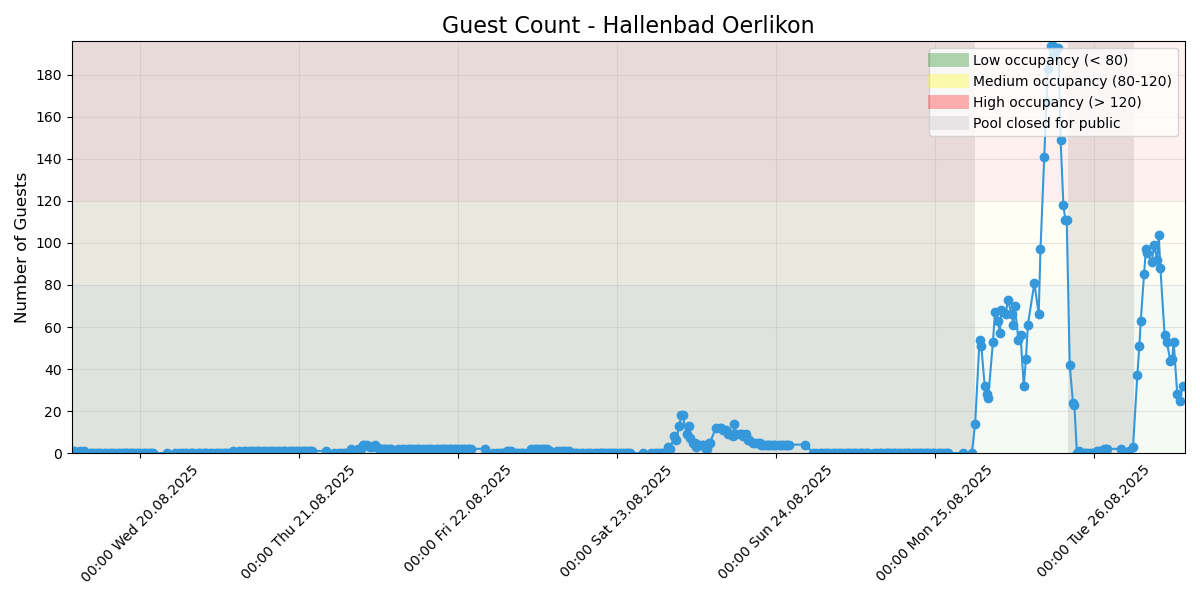 Guest Count - Hallenbad Oerlikon
Number of Guests
180
160
140
120
100
80
60
40
20
0
Low occupancy (< 80)
Medium occupancy (80-120)
High occupancy (> 120)
Pool closed for public
00:00 Wed 20.08.2025
00:00 Thu 21.08.2025
00:00 Fri 22.08.2025
00:00 Sat 23.08.2025
00:00 Sun 24.08.2025
00:00 Mon 25.08.2025
00:00 Tue 26.08.2025